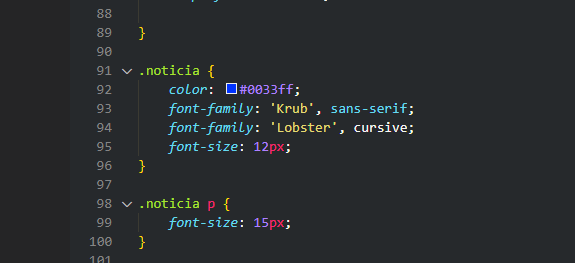 88
89 }
90
91 .noticia {
92 color: #0033ff;
93 font-family: 'Krub', sans-serif;
94 font-family: 'Lobster', cursive;
95 font-size: 12px;
96 }
97
98 .noticia p {
99 font-size: 15px;
100 }
101